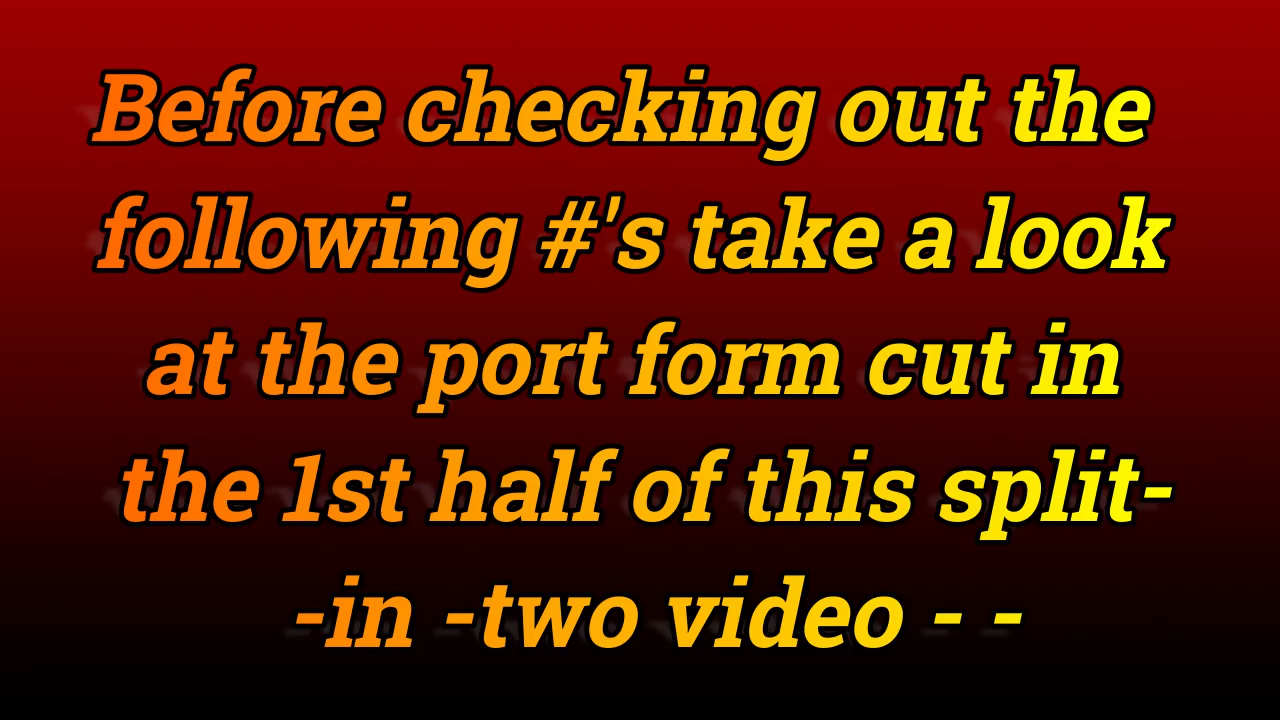 Before checking out the
following #'s take a look
at the port form cut in
the 1st half of this split-
-in -two video - -